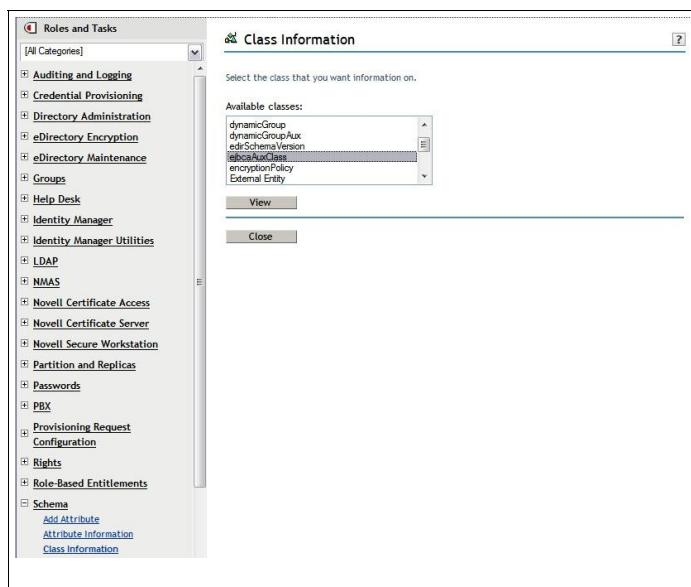 Roles and Tasks
[All Categories]
Auditing and Logging
Credential Provisioning
Directory Administration
eDirectory Encryption
eDirectory Maintenance
Groups
Help Desk
Identity Manager
Identity Manager Utilities
LDAP
NMAS
Novell Certificate Access
Novell Certificate Server
Novell Secure Workstation
Partition and Replicas
Passwords
PBX
Provisioning Request
Configuration
Rights
Role-Based Entitlements
Schema
Add Attribute
Attribute Information
Class Information
Class Information
?
Select the class that you want information on.
Available classes:
dynamicGroup
dynamicGroupAux
edirSchemaVersion
ejbcaAuxClass
encryptionPolicy
External Entity
View
Close